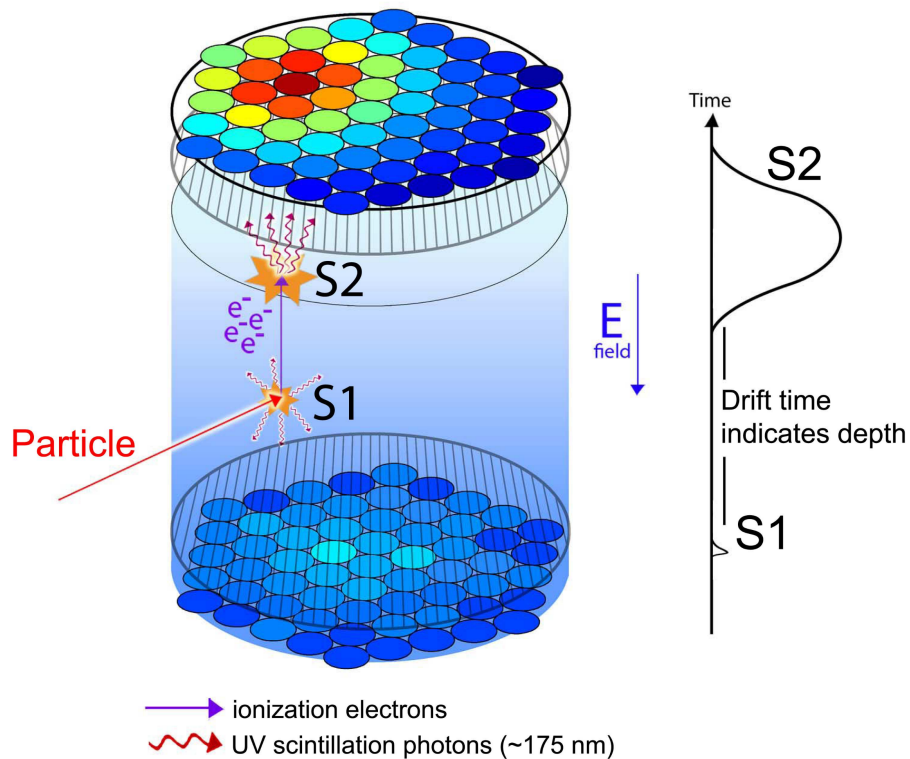 Time
S2
S2
e-
e-
e-
e-
e-
E
field
S1
Drift time
indicates depth
Particle
S1
ionization electrons
UV scintillation photons (~175 nm)